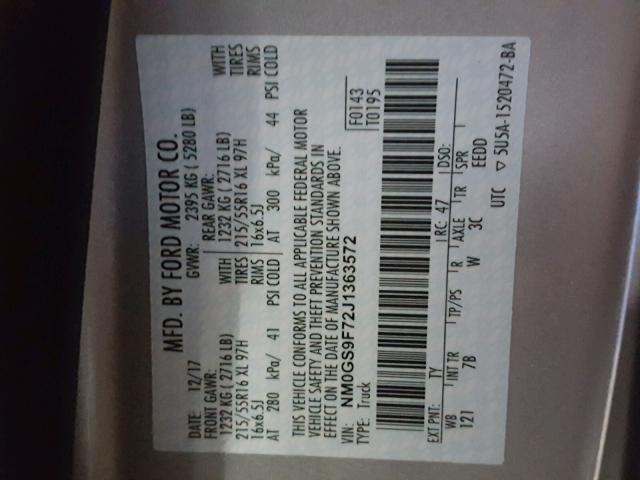 MFD. BY FORD MOTOR CO.
DATE: 12/17 GVWR: 2395 KG ( 5280 LB)
FRONT GAWR: REAR GAWR:
1232 KG ( 2716 LB) WITH 1232 KG ( 2716 LB) WITH
215/55R16 XL 97H TIRES 215/55R16 XL 97H TIRES
16x6.5J RIMS 16x6.5J RIMS
AT 280 kPa/ 41 PSI COLD AT 300 kPa/ 44 PSI COLD
THIS VEHICLE CONFORMS TO ALL APPLICABLE FEDERAL MOTOR
VEHICLE SAFETY AND THEFT PREVENTION STANDARDS IN
EFFECT ON THE DATE OF MANUFACTURE SHOWN ABOVE.
VIN: NM0GS9F72J1363572 F0143
TYPE: Truck T0195
EXT PNT: TY RC: 47 DSO:
WB INT TR TP/PS R AXLE TR SPR
121 7B W 3C EEDD
UTC ▽ 5U5A-1520472-BA